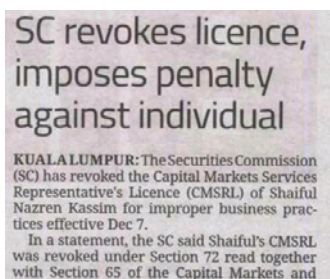 SC revokes licence,
imposes penalty
against individual
KUALA LUMPUR: The Securities Commission
(SC) has revoked the Capital Markets Services
Representative's Licence (CMSRL) of Shaiful
Nazren Kassim for improper business prac-
tices effective Dec 7.
In a statement, the SC said Shaiful's CMSRL
was revoked under Section 72 read together
with Section 65 of the Capital Markets and